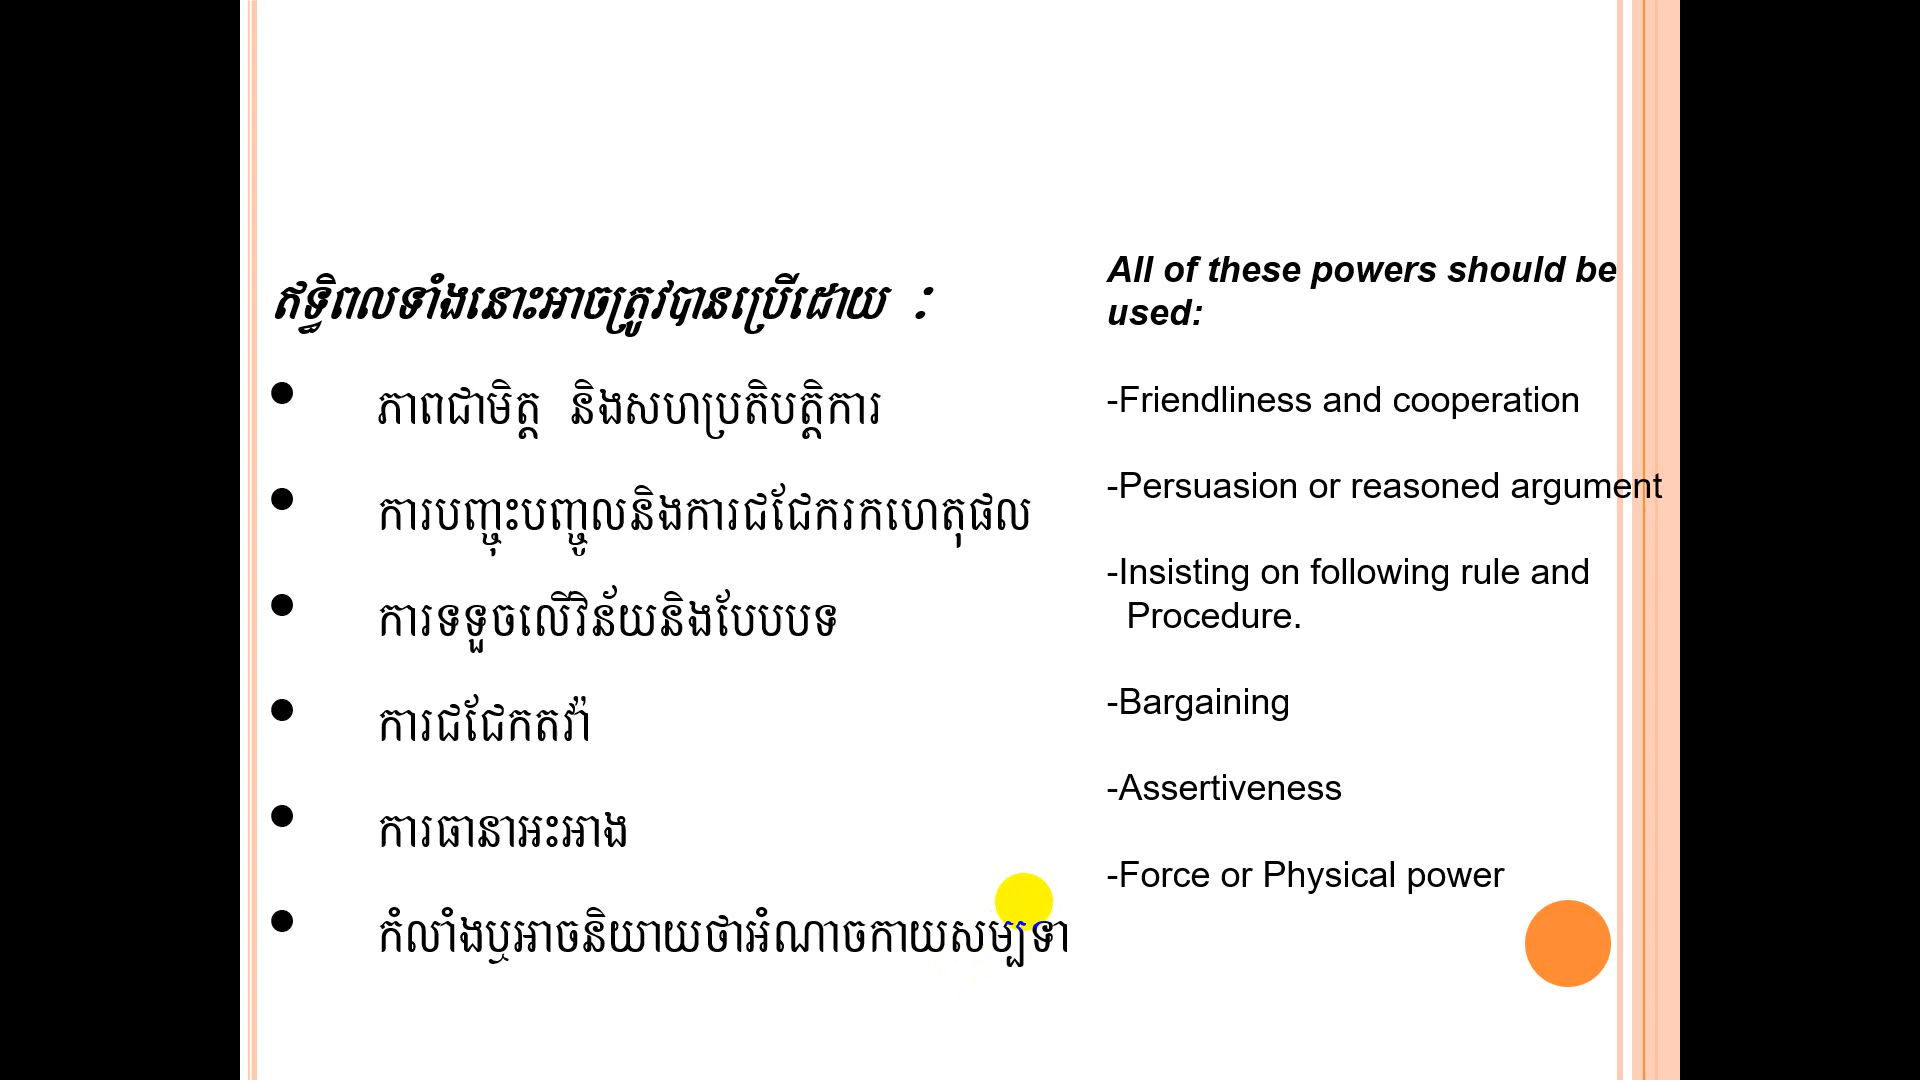 ឥទ្ធិពលទាំងនោះអាចត្រូវបានប្រើដោយ :
• ភាពជាមិត្ត និងសហប្រតិបត្តិការ
• ការបញ្ចុះបញ្ចូលនិងការជជែករកហេតុផល
• ការទទួចលើវិន័យនិងបែបបទ
• ការជជែកតវ៉ា
• ការធានាអះអាង
• កំលាំងឬអាចនិយាយថាអំណាចកាយសម្បទា
All of these powers should be
used:
-Friendliness and cooperation
-Persuasion or reasoned argument
-Insisting on following rule and
Procedure.
-Bargaining
-Assertiveness
-Force or Physical power